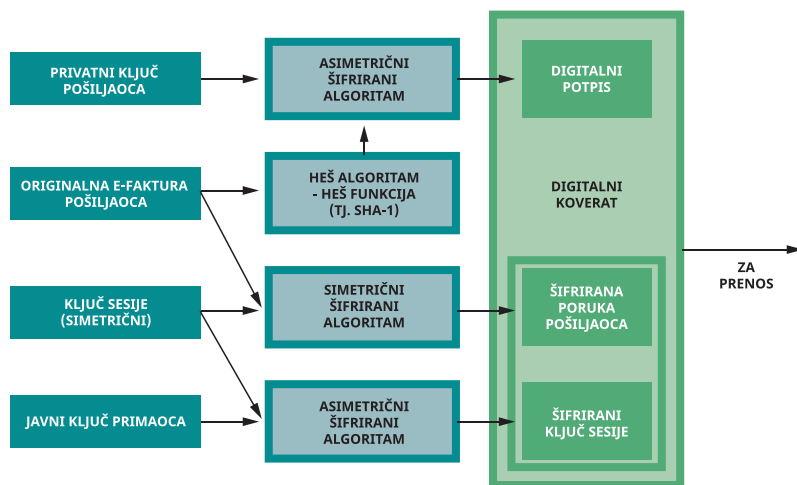 PRIVATNI KLJUČ
POŠILJAOCA
ASIMETRIČNI
ŠIFRIRANI
ALGORITAM
DIGITALNI
POTPIS
ORIGINALNA E-FAKTURA
POŠILJAOCA
HEŠ ALGORITAM
- HEŠ FUNKCIJA
(TJ. SHA-1)
DIGITALNI
KOVERAT
ZA
PRENOS
KLJUČ SESIJE
(SIMETRIČNI)
SIMETRIČNI
ŠIFRIRANI
ALGORITAM
ŠIFRIRANA
PORUKA
POŠILJAOCA
JAVNI KLJUČ PRIMAOCA
ASIMETRIČNI
ŠIFRIRANI
ALGORITAM
ŠIFRIRANI
KLJUČ SESIJE